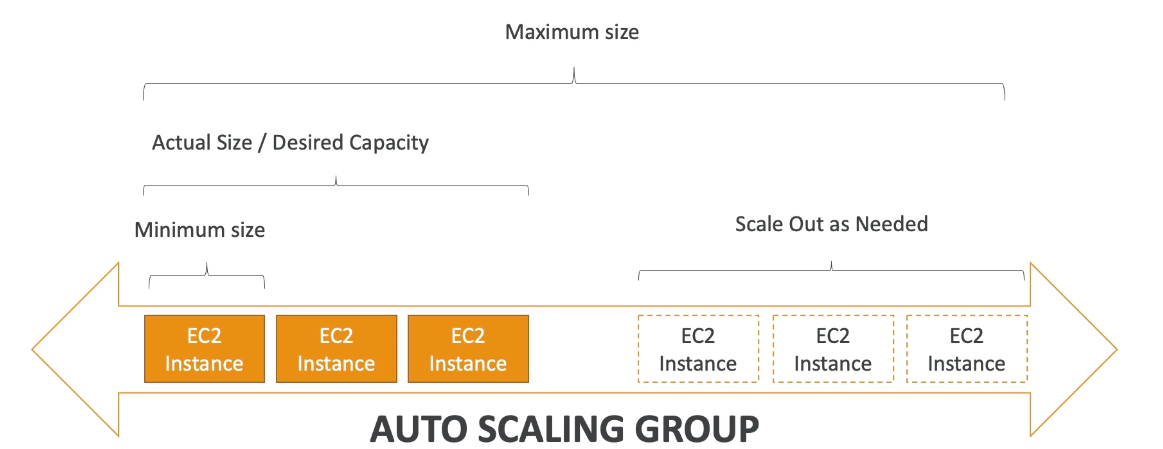 Maximum size
Actual Size / Desired Capacity
Minimum size
Scale Out as Needed
EC2
Instance
EC2
Instance
EC2
Instance
EC2
Instance
EC2
Instance
EC2
Instance
AUTO SCALING GROUP